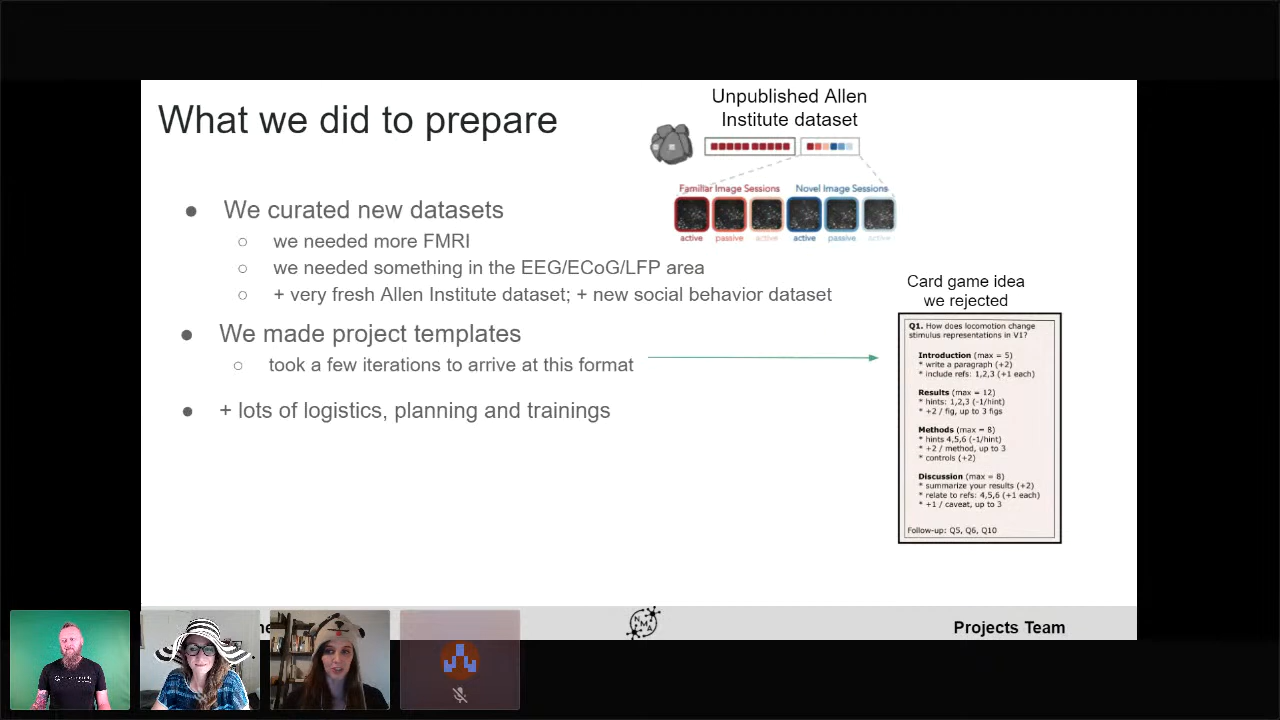 What we did to prepare
Unpublished Allen
Institute dataset
Familiar Image Sessions
Novel Image Sessions
active
passive
active
active
passive
active
● We curated new datasets
○ we needed more FMRI
○ we needed something in the EEG/ECoG/LFP area
○ + very fresh Allen Institute dataset; + new social behavior dataset
● We made project templates
○ took a few iterations to arrive at this format
● + lots of logistics, planning and trainings
Card game idea
we rejected
Q1. How does locomotion change
stimulus representations in V1?
Introduction (max = 5)
* write a paragraph (+2)
* include refs: 1,2,3 (+1 each)
Results (max = 12)
* hints: 1,2,3 (-1/hint)
* +2 / fig, up to 3 figs
Methods (max = 8)
* hints 4,5,6 (-1/hint)
* +2 / method, up to 3
* controls (+2)
Discussion (max = 8)
* summarize your results (+2)
* relate to refs: 4,5,6 (+1 each)
* +1 / caveat, up to 3
Follow-up: Q5, Q6, Q10
NMA
Projects Team